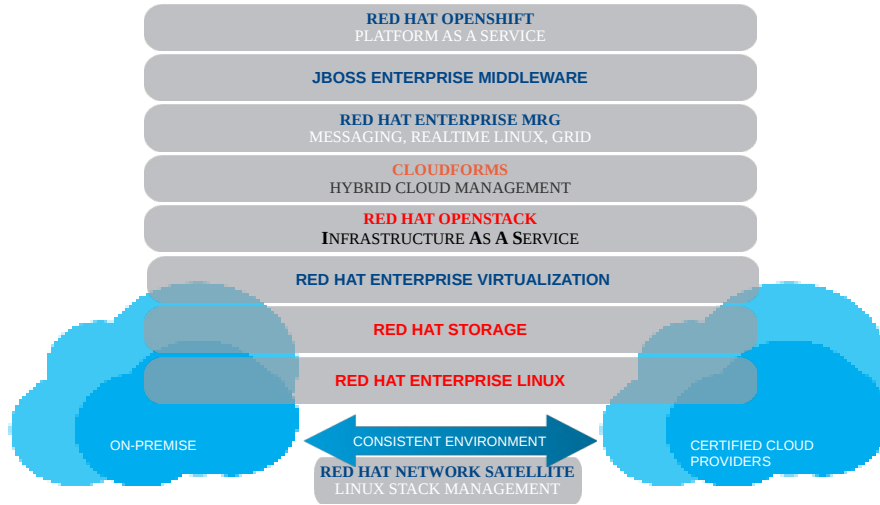 RED HAT OPENSHIFT
PLATFORM AS A SERVICE
JBOSS ENTERPRISE MIDDLEWARE
RED HAT ENTERPRISE MRG
MESSAGING, REALTIME LINUX, GRID
CLOUDFORMS
HYBRID CLOUD MANAGEMENT
RED HAT OPENSTACK
INFRASTRUCTURE AS A SERVICE
RED HAT ENTERPRISE VIRTUALIZATION
RED HAT STORAGE
RED HAT ENTERPRISE LINUX
ON-PREMISE
CONSISTENT ENVIRONMENT
CERTIFIED CLOUD
PROVIDERS
RED HAT NETWORK SATELLITE
LINUX STACK MANAGEMENT